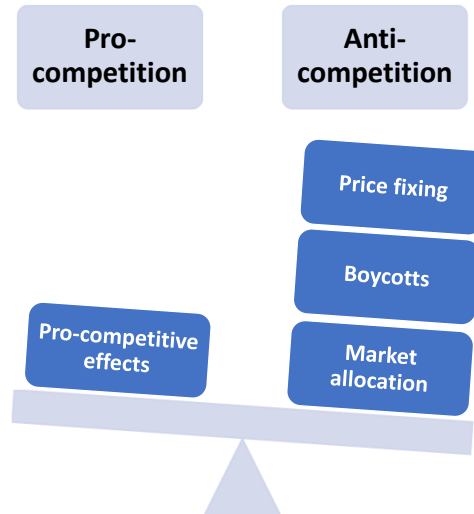 Pro-
competition
Anti-
competition
Price fixing
Boycotts
Pro-competitive
effects
Market
allocation